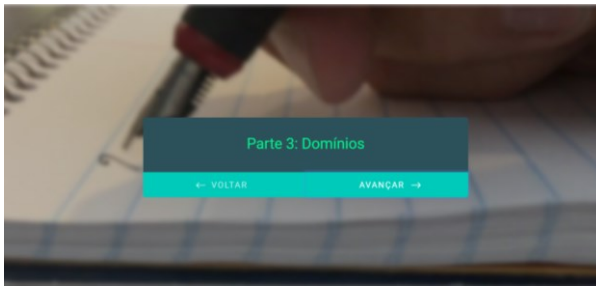 Parte 3: Domínios
← VOLTAR
AVANÇAR →